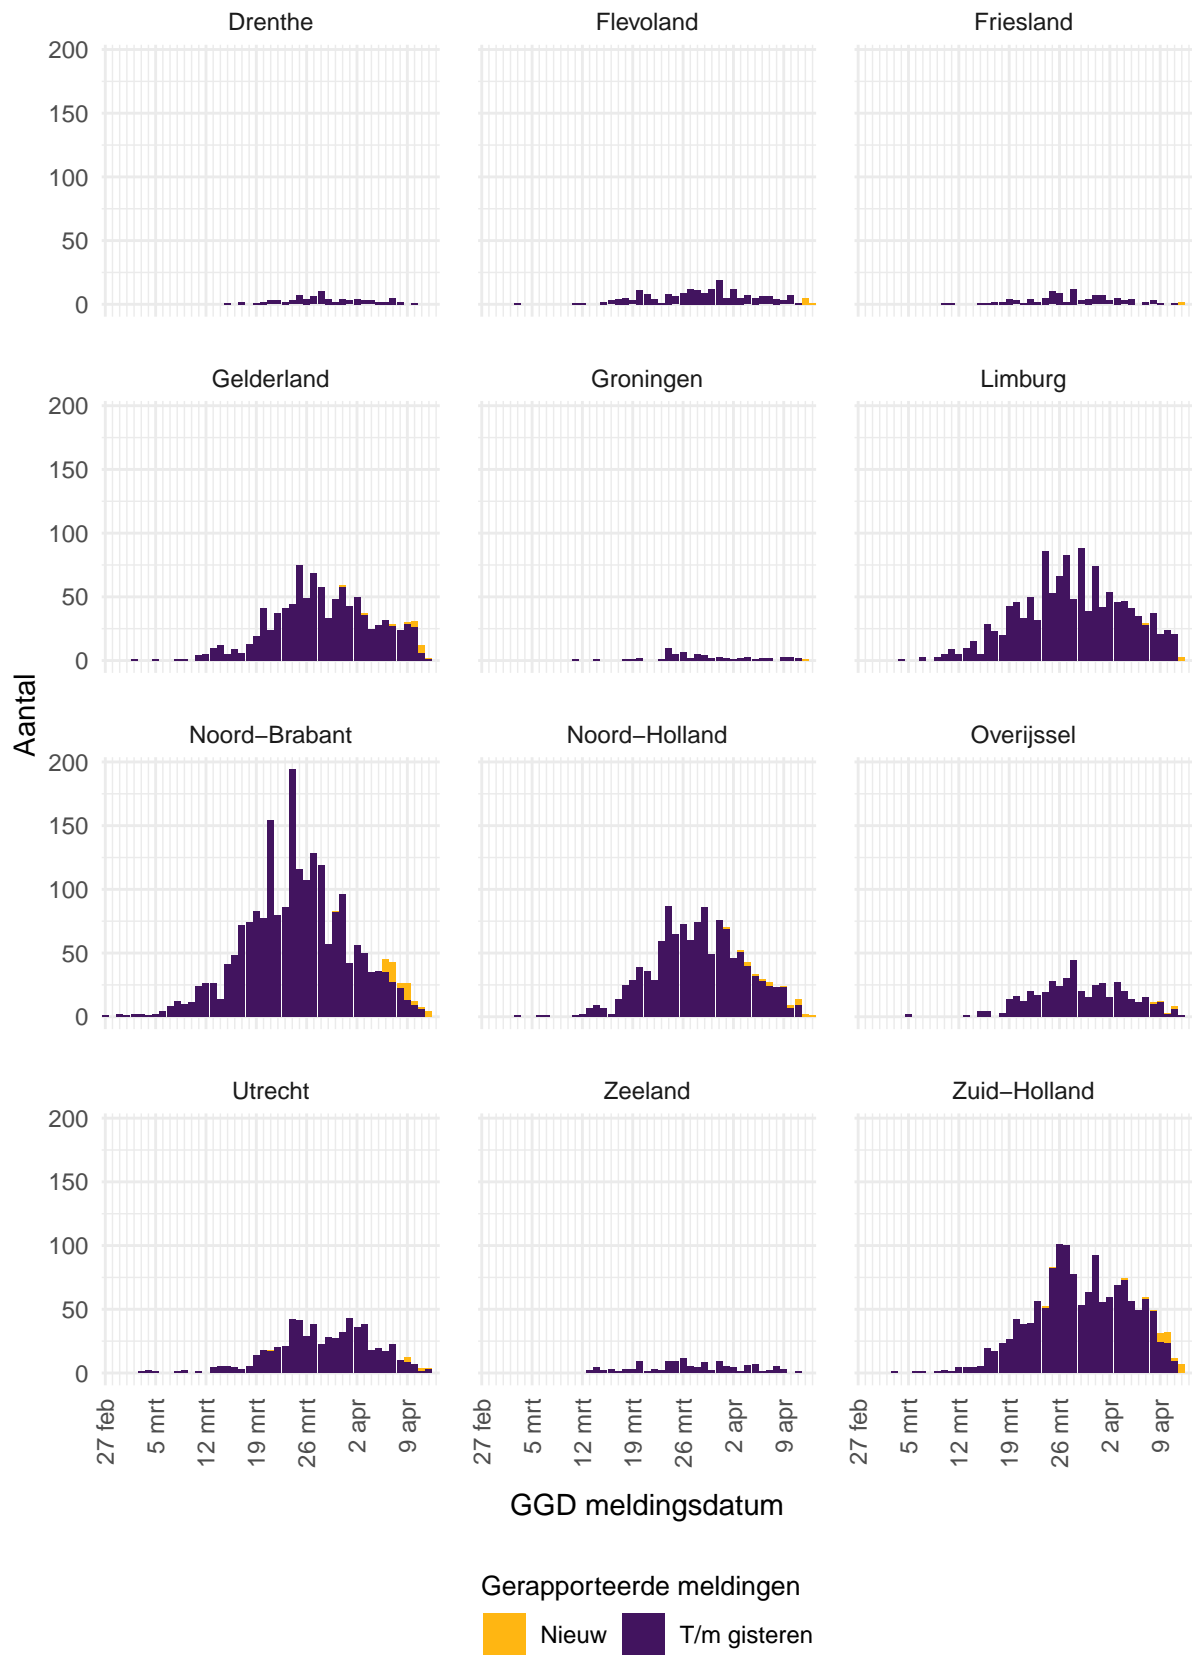 Drenthe Flevoland Friesland
200
150
100
50
0
Gelderland Groningen Limburg
200
150
100
50
0
Aantal
Noord−Brabant Noord−Holland Overijssel
200
150
100
50
0
Utrecht Zeeland Zuid−Holland
200
150
100
50
0
27 feb 5 mrt 12 mrt 19 mrt 26 mrt 2 apr 9 apr 27 feb 5 mrt 12 mrt 19 mrt 26 mrt 2 apr 9 apr 27 feb 5 mrt 12 mrt 19 mrt 26 mrt 2 apr 9 apr
GGD meldingsdatum
Gerapporteerde meldingen
Nieuw T/m gisteren